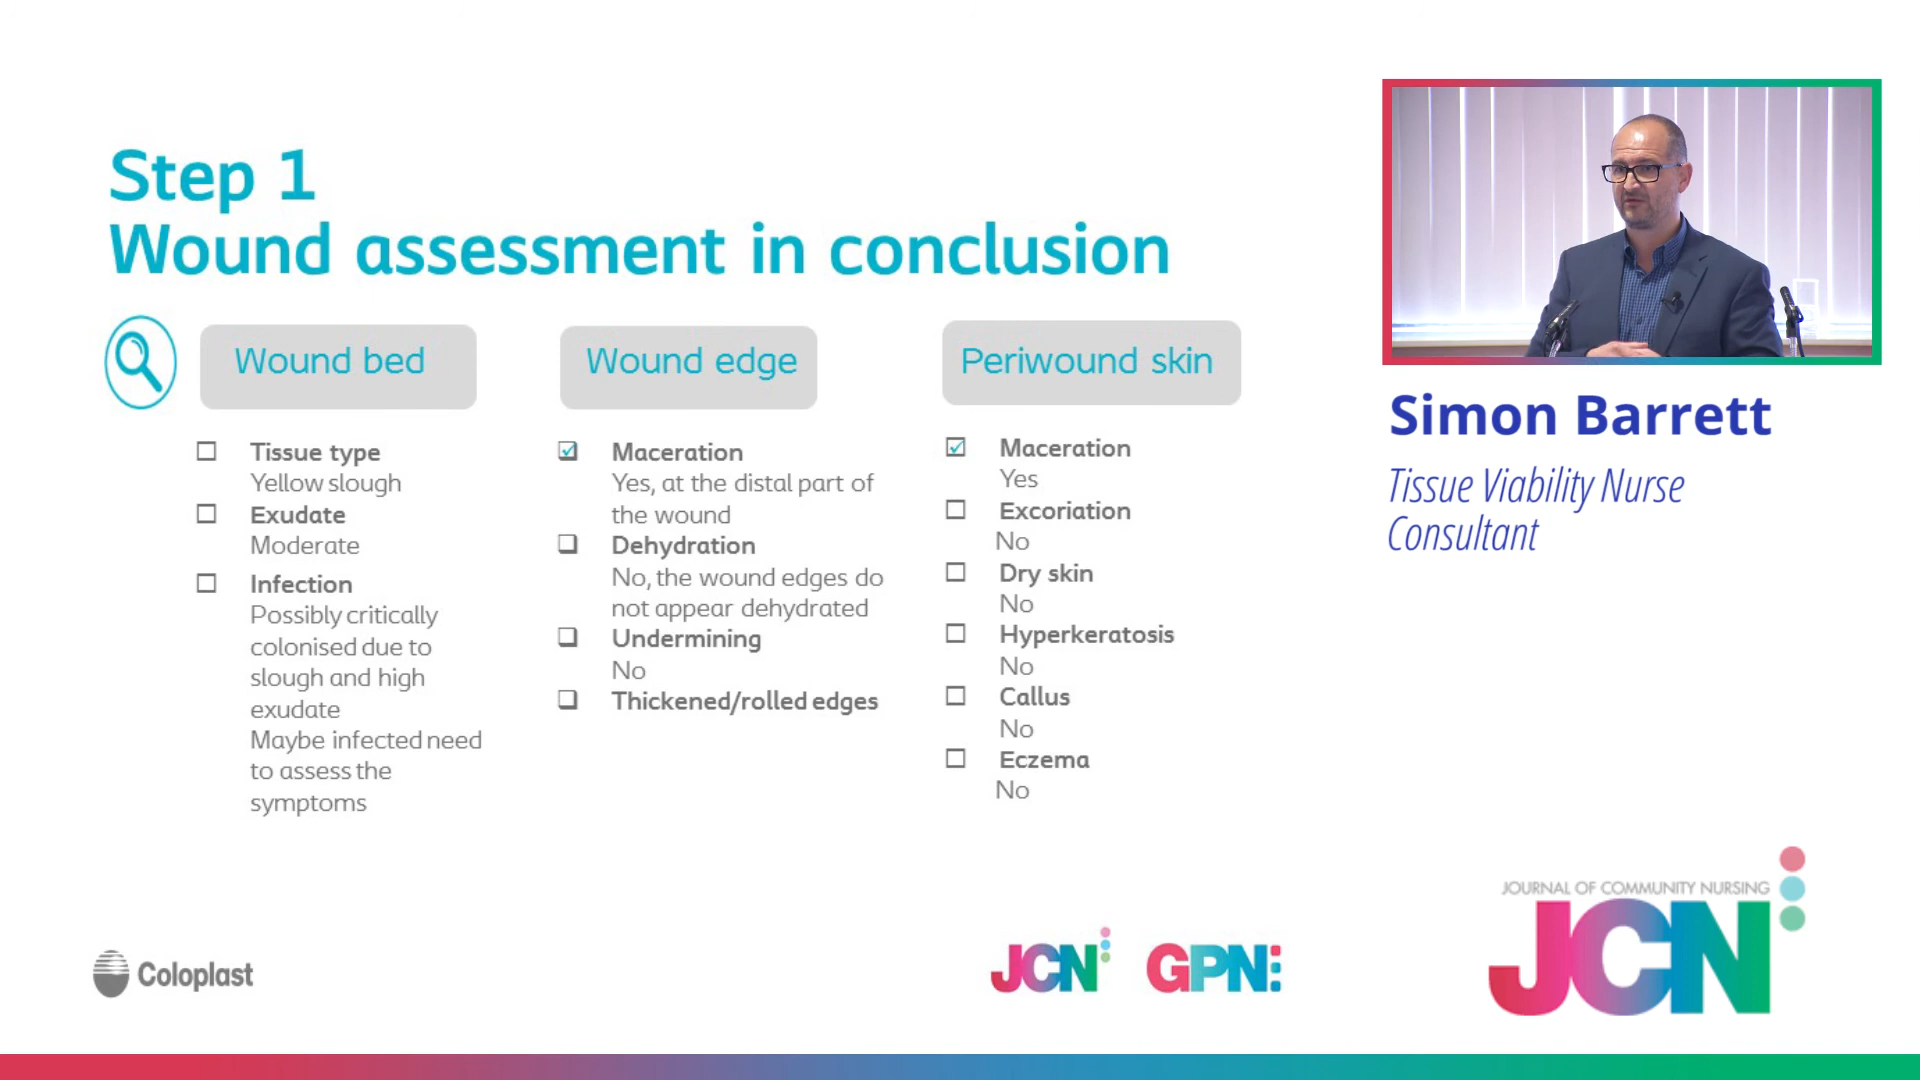 Step 1
Wound assessment in conclusion
Wound bed
Tissue type
Yellow slough
Exudate
Moderate
Infection
Possibly critically
colonised due to
slough and high
exudate
Maybe infected need
to assess the
symptoms
Wound edge
Maceration
Yes, at the distal part of
the wound
Dehydration
No, the wound edges do
not appear dehydrated
Undermining
No
Thickened/rolled edges
Periwound skin
Maceration
Yes
Excoriation
No
Dry skin
No
Hyperkeratosis
No
Callus
No
Eczema
No
Simon Barrett
Tissue Viability Nurse
Consultant
Coloplast
JCN
GPN
JOURNAL OF COMMUNITY NURSING
JCN